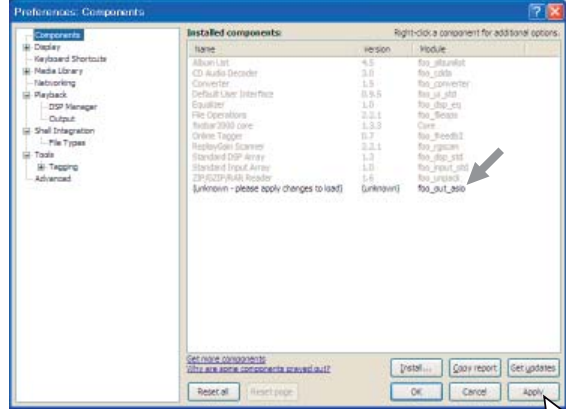 Preferences: Components
Components
Display
Keyboard Shortcuts
Media Library
Networking
Playback
DSP Manager
Output
Shell Integration
File Types
Tools
Tagging
Advanced
Installed components:
Right-click a component for additional options.
Name Version Module
Album List 4.5 foo_albumlist
CD Audio Decoder 3.0 foo_cdda
Converter 1.5 foo_converter
Default User Interface 0.9.5 foo_ui_std
Equalizer 1.0 foo_dsp_eq
File Operations 2.2.1 foo_fileops
foobar2000 core 1.3.3 Core
Online Tagger 0.7 foo_freedb2
ReplayGain Scanner 2.2.1 foo_rgscan
Standard DSP Array 1.3 foo_dsp_std
Standard Input Array 1.0 foo_input_std
ZIP/GZIP/RAR Reader 1.6 foo_unpack
(unknown - please apply changes to load) (unknown) foo_out_asio
Get more components
Why are some components greyed out?
Install... Copy report Get updates
Reset all Reset page OK Cancel Apply